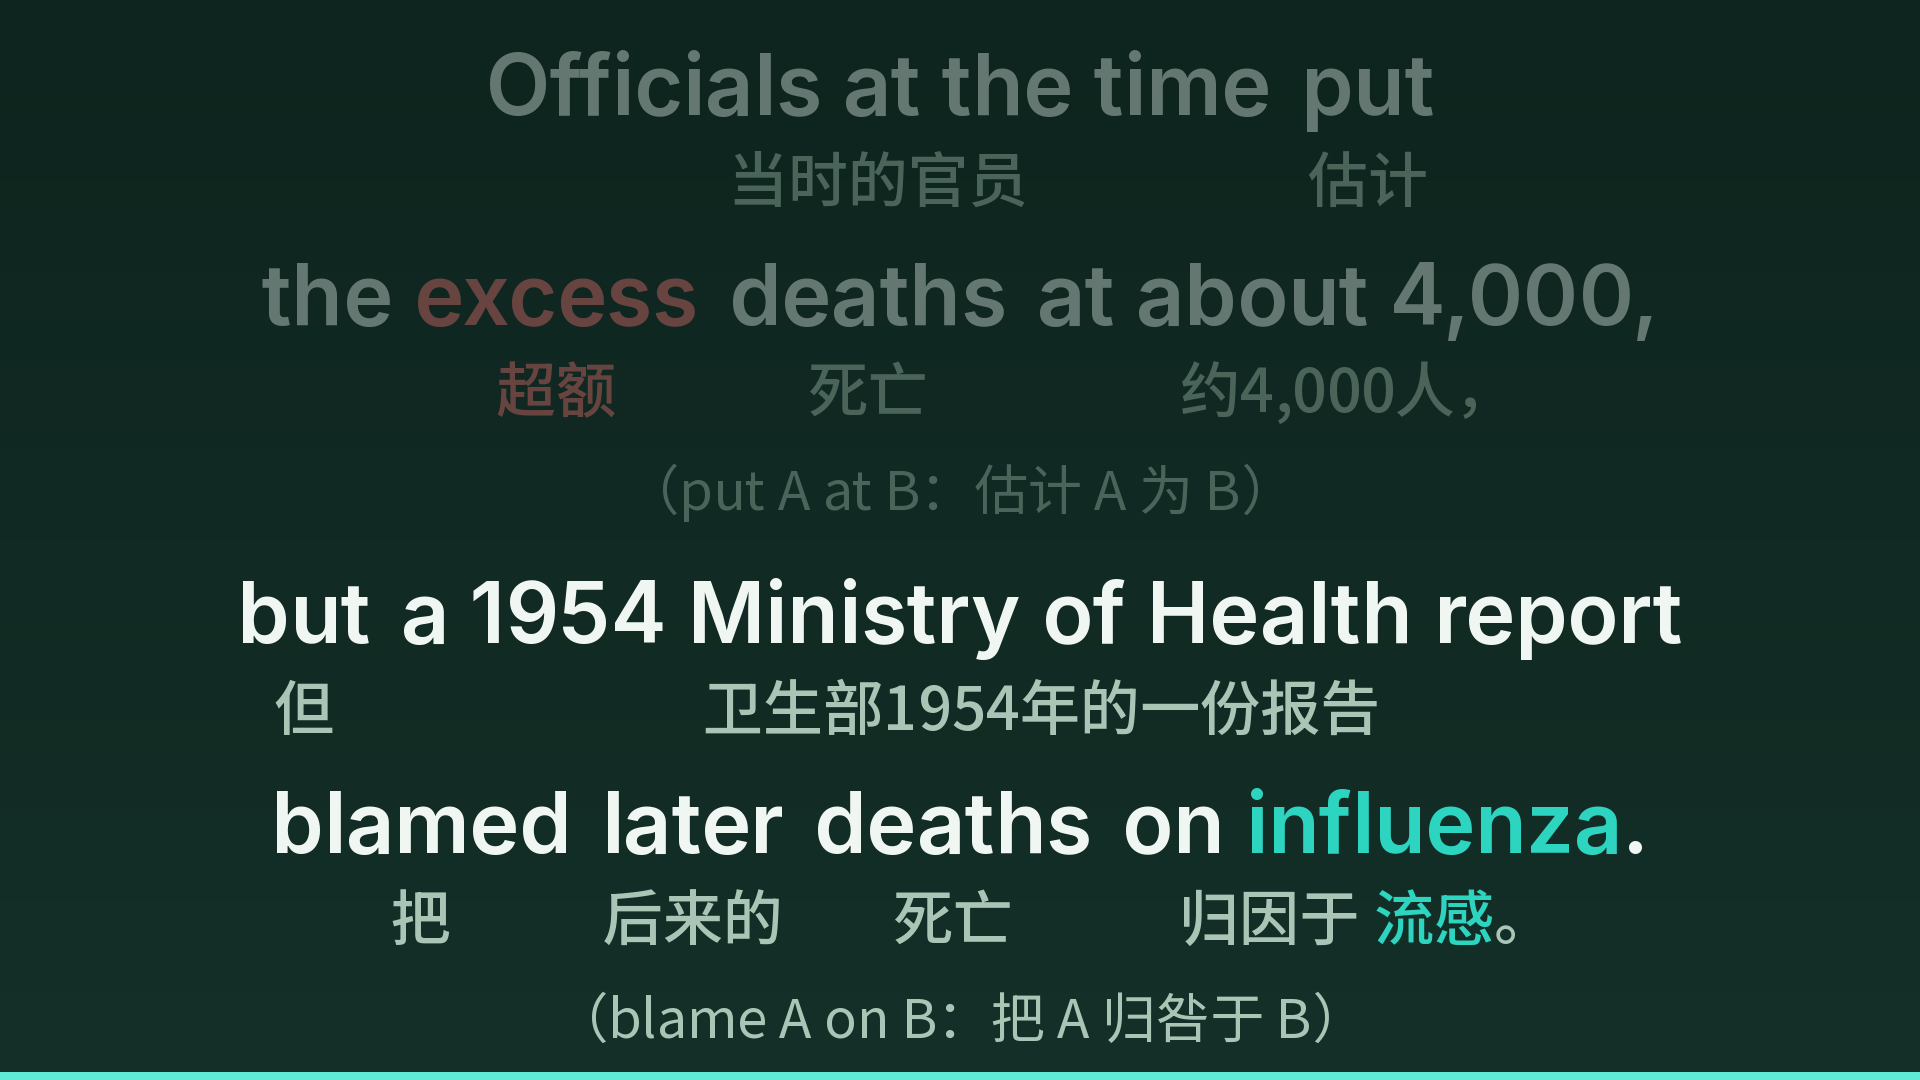 Officials at the time put
当时的官员 估计
the excess deaths at about 4,000,
超额 死亡 约4,000人，
（put A at B：估计 A 为 B）
but a 1954 Ministry of Health report
但 卫生部1954年的一份报告
blamed later deaths on influenza.
把 后来的 死亡 归因于 流感。
（blame A on B：把 A 归咎于 B）